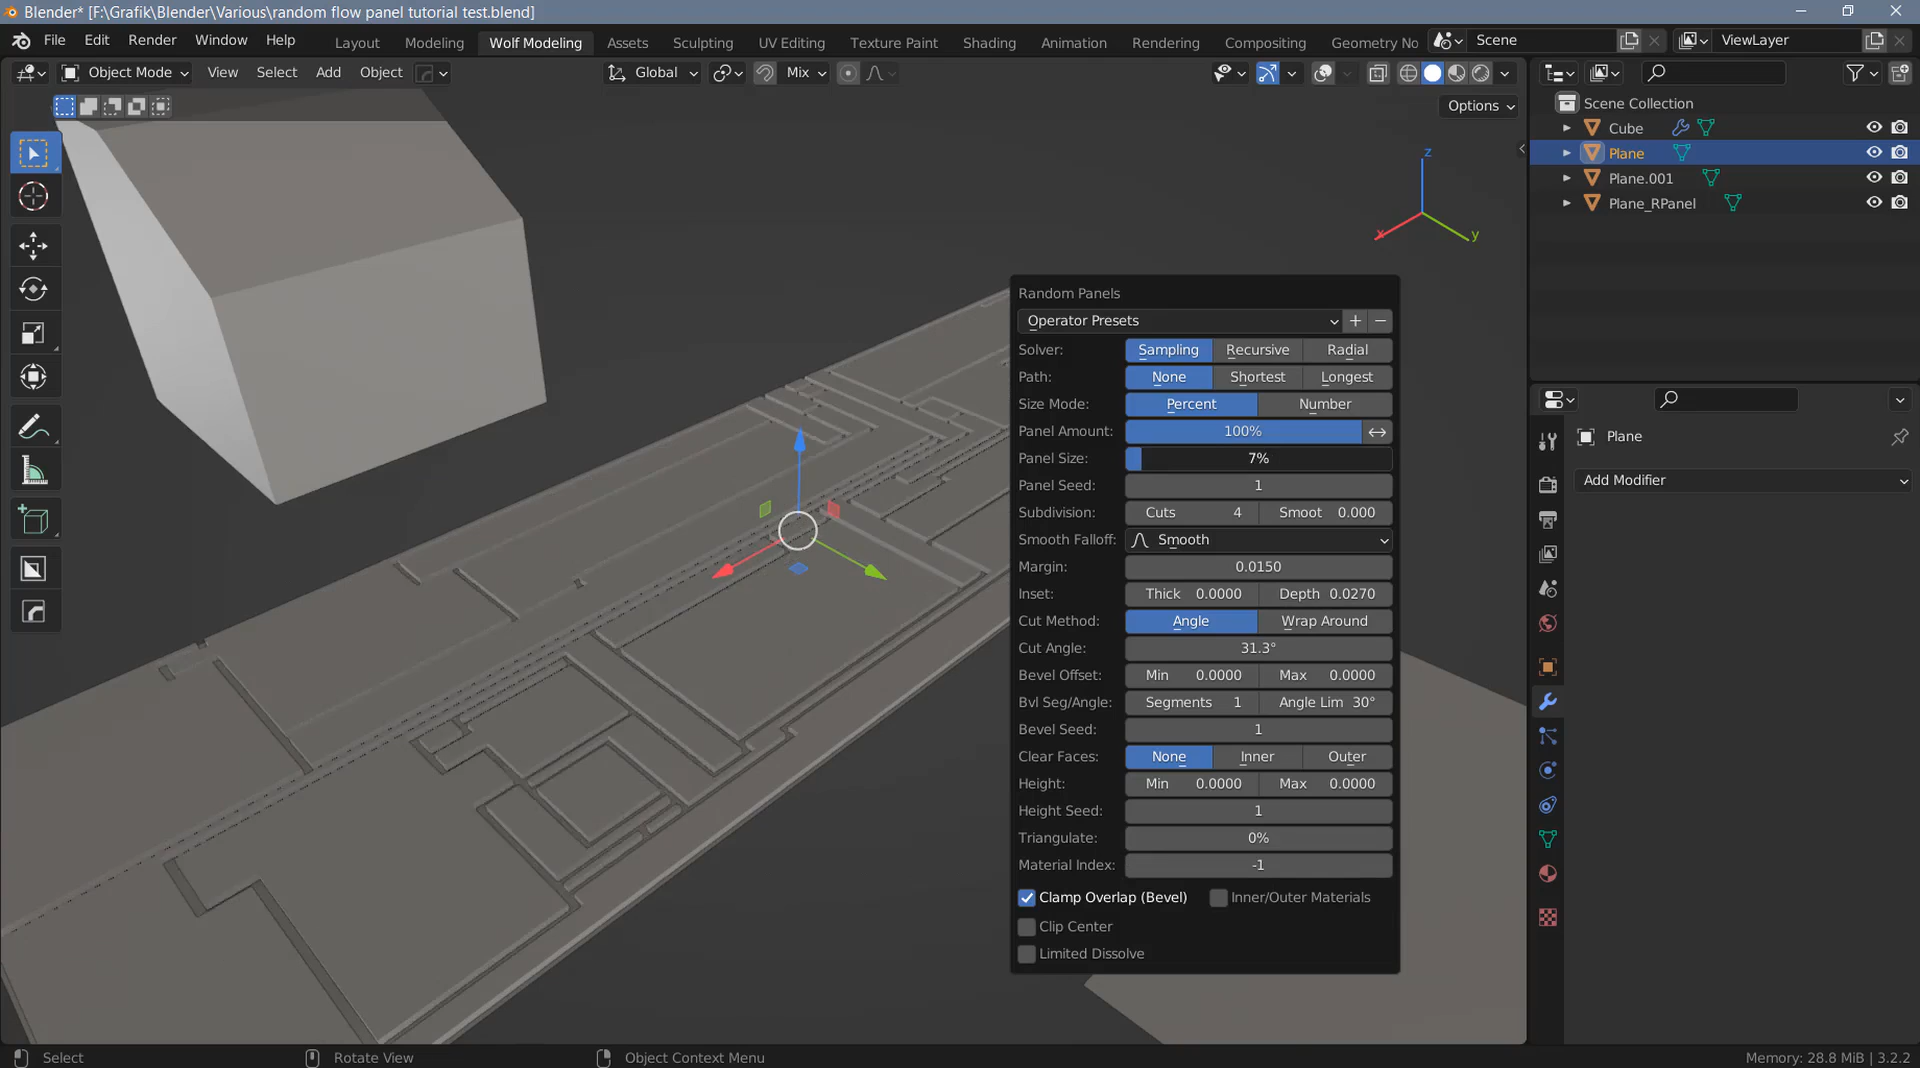 Blender* [F:\Grafik\Blender\Various\random flow panel tutorial test.blend]
File Edit Render Window Help Layout Modeling Wolf Modeling Assets Sculpting UV Editing Texture Paint Shading Animation Rendering Compositing Geometry No Scene ViewLayer
Object Mode View Select Add Object Global Mix
Options
Scene Collection
Cube
Plane
Plane.001
Plane_RPanel
z
x
y
Plane
Add Modifier
Random Panels
Operator Presets
Solver: Sampling Recursive Radial
Path: None Shortest Longest
Size Mode: Percent Number
Panel Amount: 100%
Panel Size: 7%
Panel Seed: 1
Subdivision: Cuts 4 Smoot 0.000
Smooth Falloff: Smooth
Margin: 0.0150
Inset: Thick 0.0000 Depth 0.0270
Cut Method: Angle Wrap Around
Cut Angle: 31.3°
Bevel Offset: Min 0.0000 Max 0.0000
Bvl Seg/Angle: Segments 1 Angle Lim 30°
Bevel Seed: 1
Clear Faces: None Inner Outer
Height: Min 0.0000 Max 0.0000
Height Seed: 1
Triangulate: 0%
Material Index: -1
Clamp Overlap (Bevel) Inner/Outer Materials
Clip Center
Limited Dissolve
Select Rotate View Object Context Menu Memory: 28.8 MiB | 3.2.2